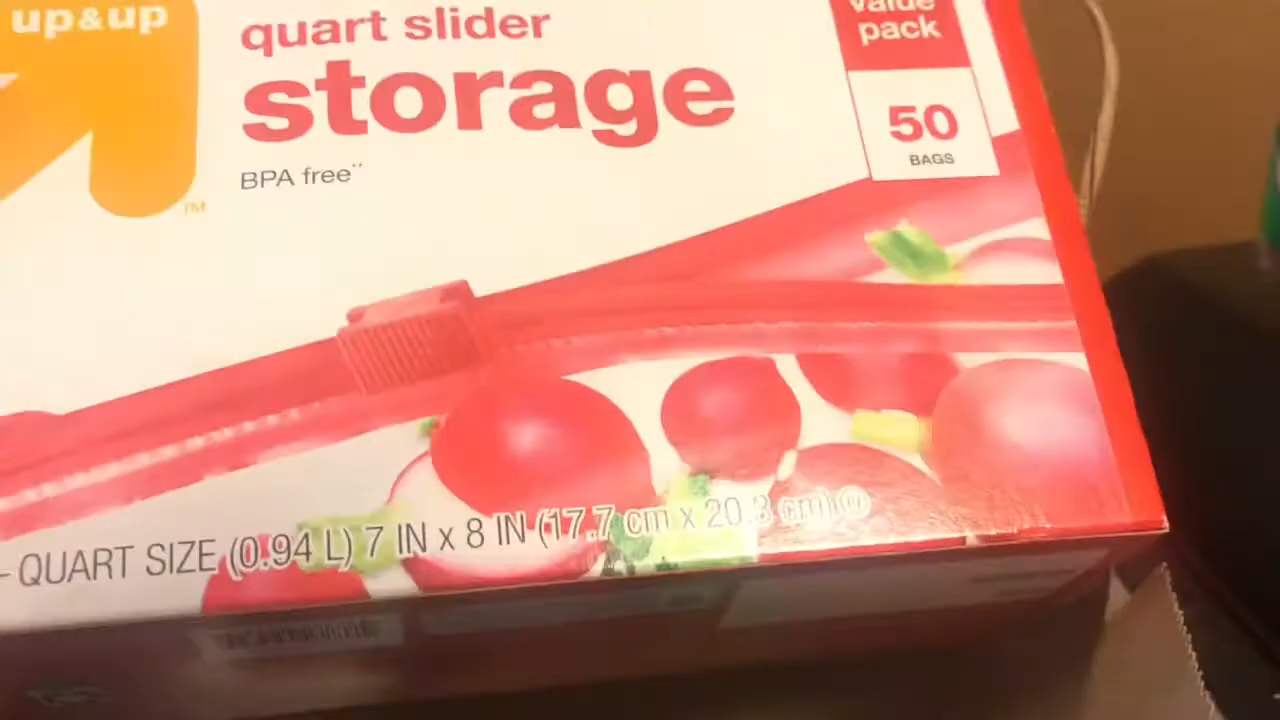 up&up
quart slider
storage
BPA free¨
TM
value
pack
50
BAGS
- QUART SIZE (0.94 L) 7 IN x 8 IN (17.7 cm x 20.3 cm) Ⓤ